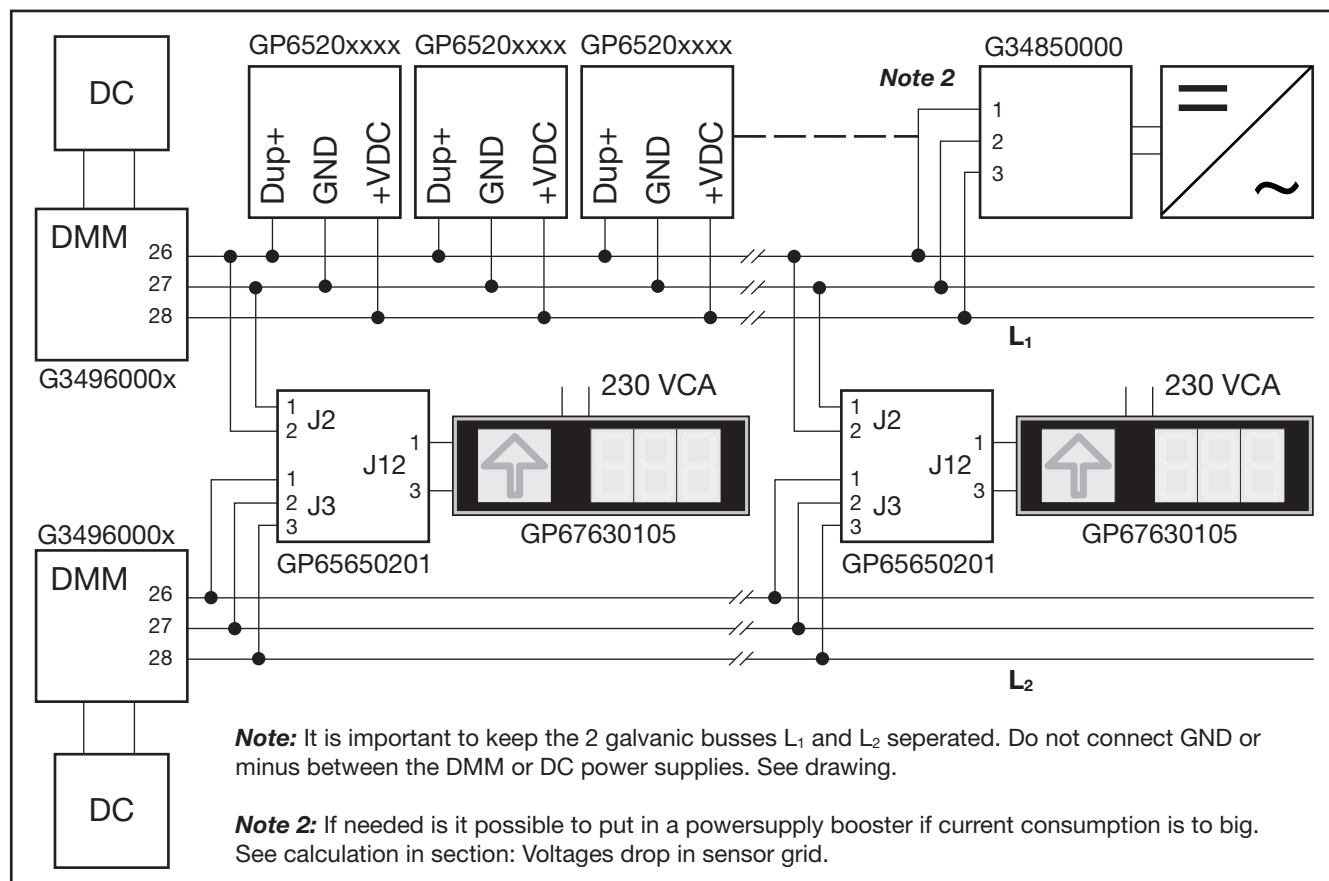 DC
GP6520xxxx GP6520xxxx GP6520xxxx
G34850000
Note 2
Dup+ GND +VDC
Dup+ GND +VDC
Dup+ GND +VDC
1
2
3
~
DMM
26
27
28
G3496000x
L₁
1
2
J2
J12
1
3
1
2
3
J3
GP65650201
230 VCA
GP67630105
1
2
J2
J12
1
3
1
2
3
J3
GP65650201
230 VCA
GP67630105
G3496000x
DMM
26
27
28
L₂
DC
Note: It is important to keep the 2 galvanic busses L₁ and L₂ seperated. Do not connect GND or
minus between the DMM or DC power supplies. See drawing.
Note 2: If needed is it possible to put in a powersupply booster if current consumption is to big.
See calculation in section: Voltages drop in sensor grid.